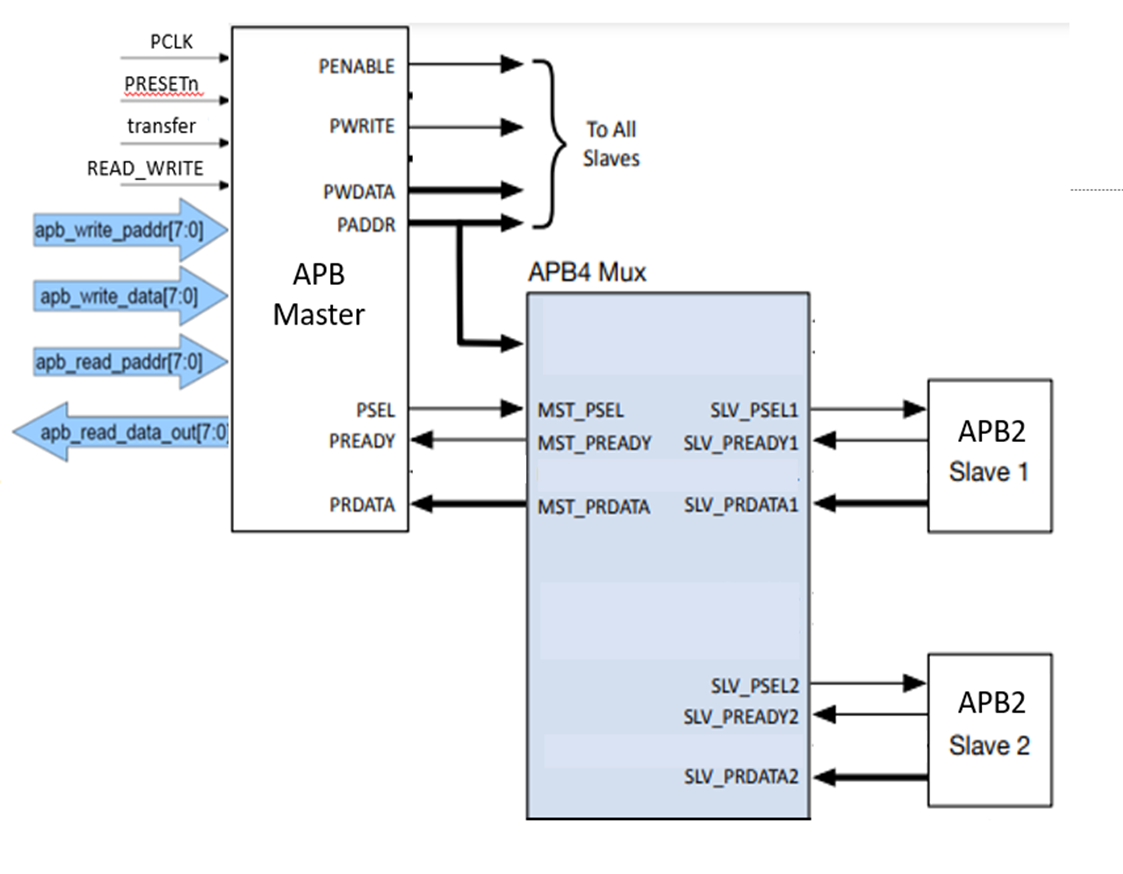 PCLK
PRESETn
transfer
READ_WRITE
apb_write_paddr[7:0]
apb_write_data[7:0]
apb_read_paddr[7:0]
apb_read_data_out[7:0]
APB
Master
PENABLE
PWRITE
PWDATA
PADDR
PSEL
PREADY
PRDATA
To All
Slaves
APB4 Mux
MST_PSEL
MST_PREADY
MST_PRDATA
SLV_PSEL1
SLV_PREADY1
SLV_PRDATA1
SLV_PSEL2
SLV_PREADY2
SLV_PRDATA2
APB2
Slave 1
APB2
Slave 2